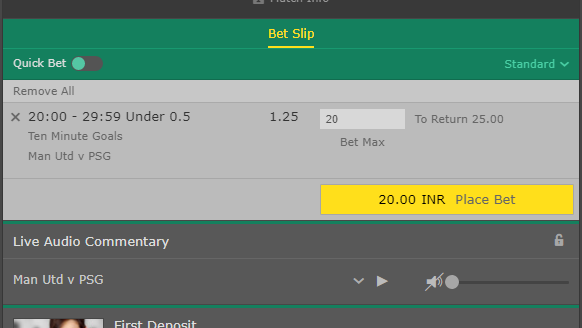 Match Info
Bet Slip
Quick Bet Standard
Remove All
20:00 - 29:59 Under 0.5 1.25 20 To Return 25.00
Ten Minute Goals Bet Max
Man Utd v PSG
20.00 INR Place Bet
Live Audio Commentary
Man Utd v PSG
First Deposit